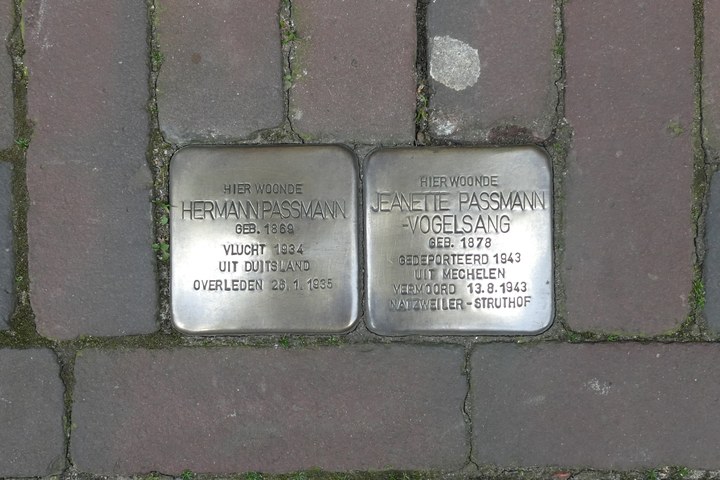 HIER WOONDE
HERMANN PASSMANN
GEB. 1869
VLUCHT 1934
UIT DUITSLAND
OVERLEDEN 26.1.1935
HIER WOONDE
JEANETTE PASSMANN
-VOGELSANG
GEB. 1878
GEDEPORTEERD 1943
UIT MECHELEN
VERMOORD 13.8.1943
NATZWEILER-STRUTHOF